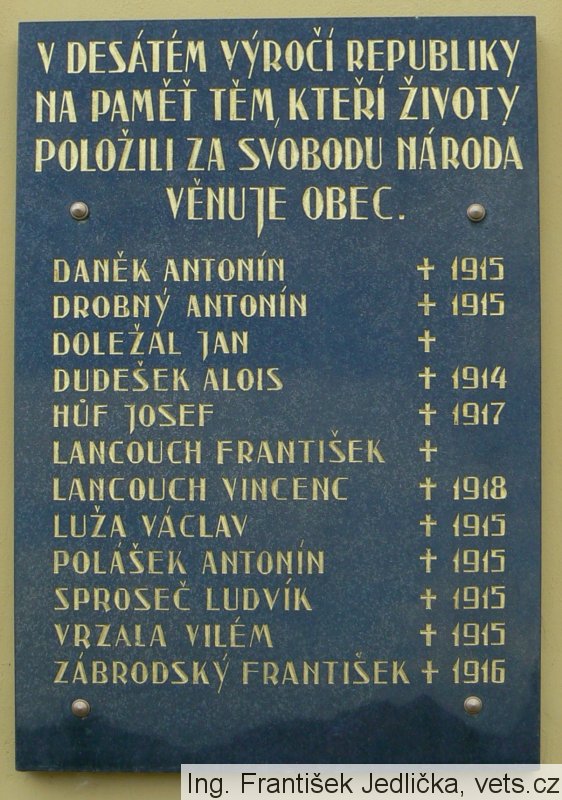 V DESÁTÉM VÝROČÍ REPUBLIKY
NA PAMĚŤ TĚM, KTEŘÍ ŽIVOTY
POLOŽILI ZA SVOBODU NÁRODA
VĚNUJE OBEC.
DANĚK ANTONÍN + 1915
DROBNÝ ANTONÍN + 1915
DOLEŽAL JAN +
DUDEŠEK ALOIS + 1914
HŮF JOSEF + 1917
LANCOUCH FRANTIŠEK +
LANCOUCH VINCENC + 1918
LUŽA VÁCLAV + 1915
POLÁŠEK ANTONÍN + 1915
SPROSEČ LUDVÍK + 1915
VRZALA VILÉM + 1915
ZÁBRODSKÝ FRANTIŠEK + 1916
Ing. František Jedlička, vets.cz